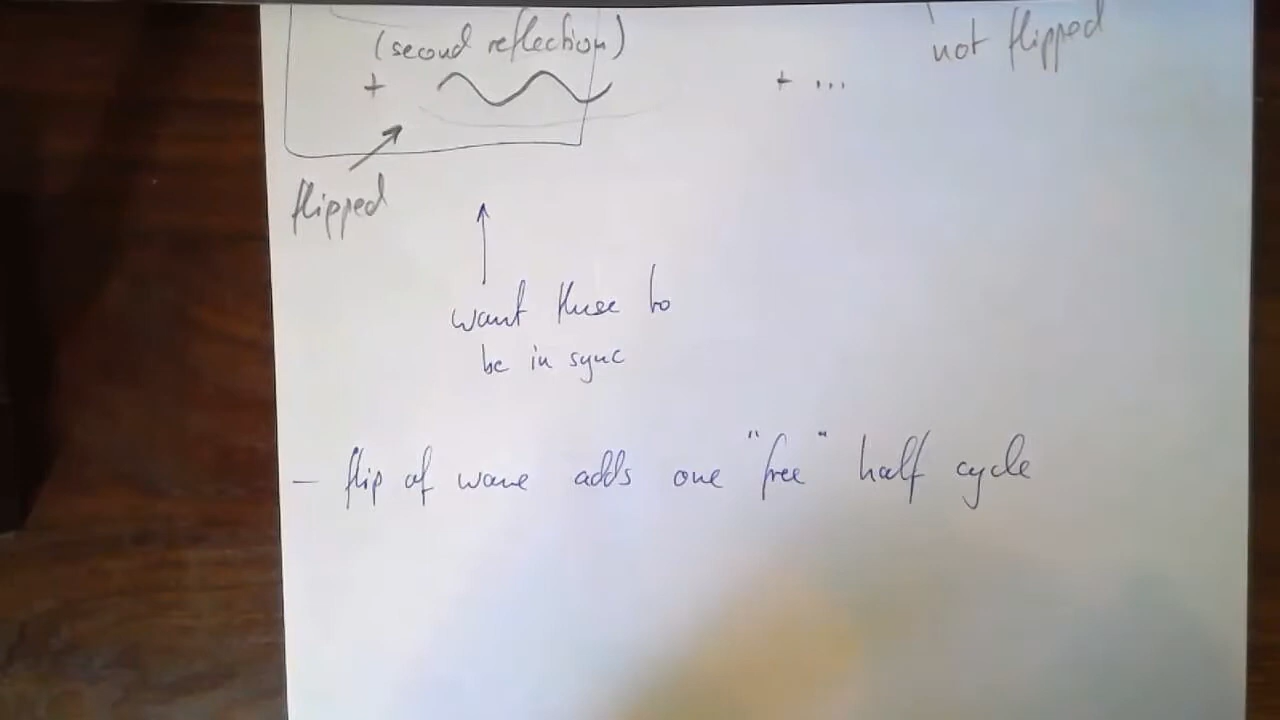 (second reflection)
not flipped
+ + ...
flipped
want these to
be in sync
— flip of wave adds one "free" half cycle